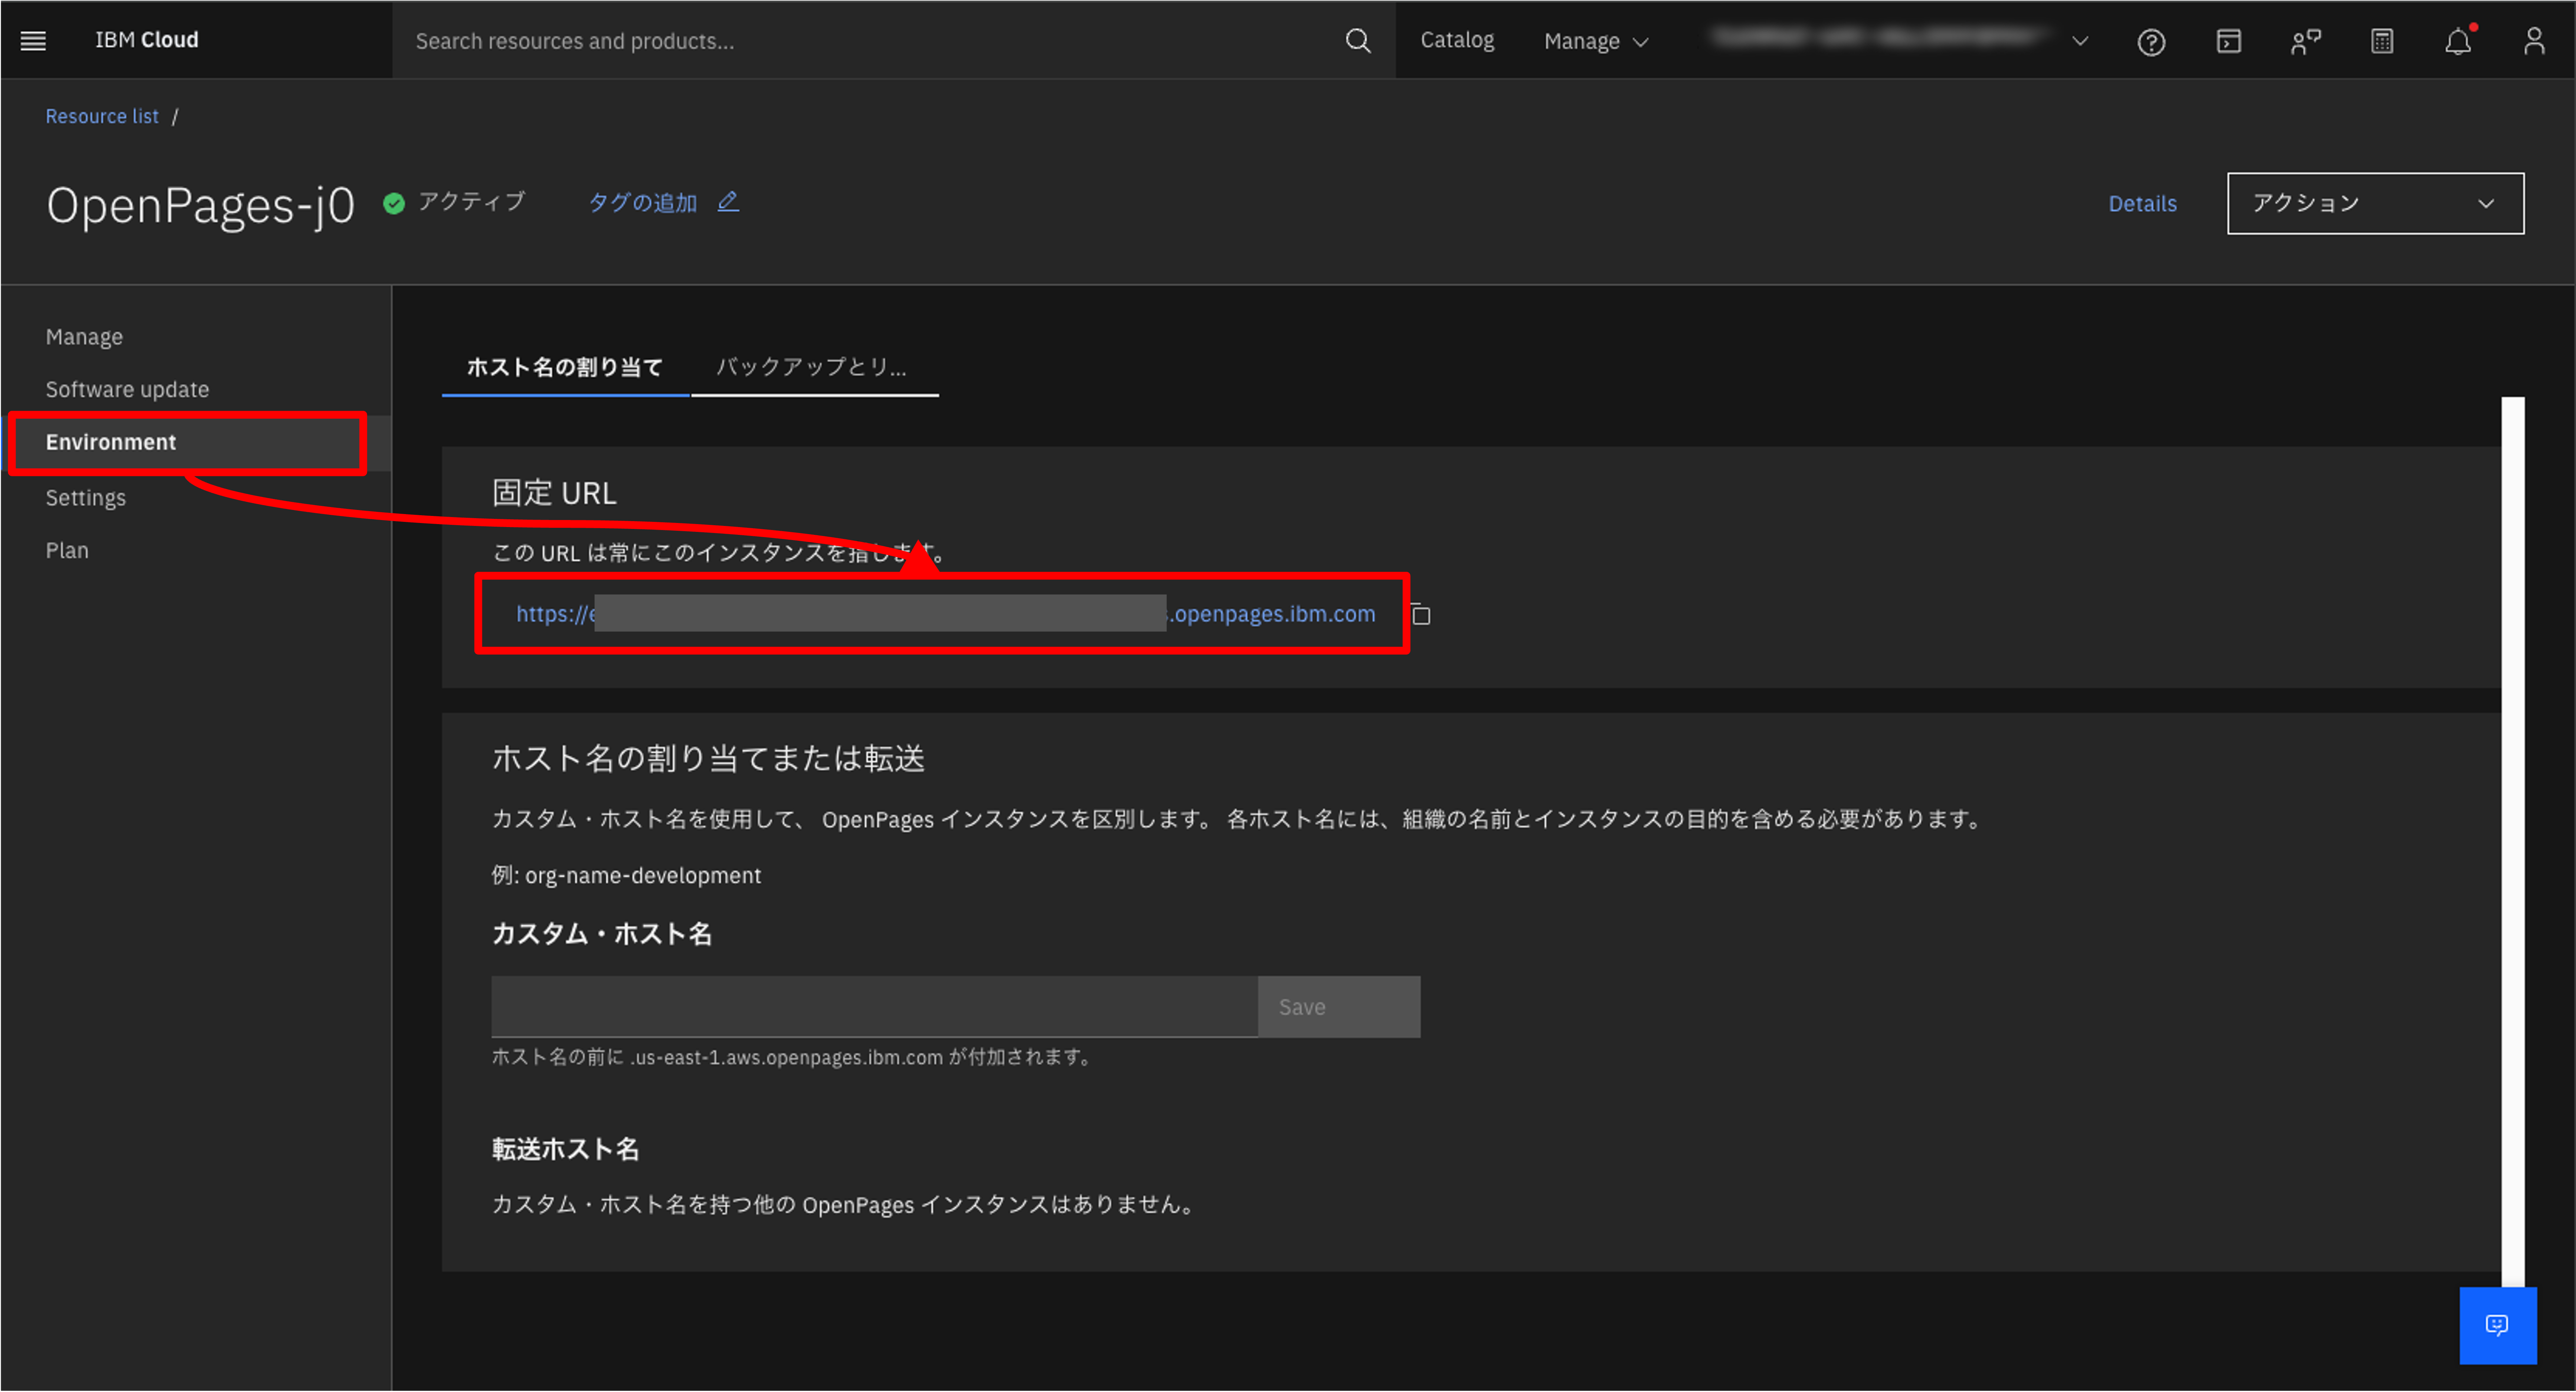 IBM Cloud
Search resources and products...
Catalog
Manage
Resource list /
OpenPages-j0
アクティブ
タグの追加
Details
アクション
Manage
Software update
Environment
Settings
Plan
ホスト名の割り当て
バックアップとリ...
固定 URL
この URL は常にこのインスタンスを指します。
https://e .openpages.ibm.com
ホスト名の割り当てまたは転送
カスタム・ホスト名を使用して、 OpenPages インスタンスを区別します。 各ホスト名には、組織の名前とインスタンスの目的を含める必要があります。
例: org-name-development
カスタム・ホスト名
Save
ホスト名の前に .us-east-1.aws.openpages.ibm.com が付加されます。
転送ホスト名
カスタム・ホスト名を持つ他の OpenPages インスタンスはありません。